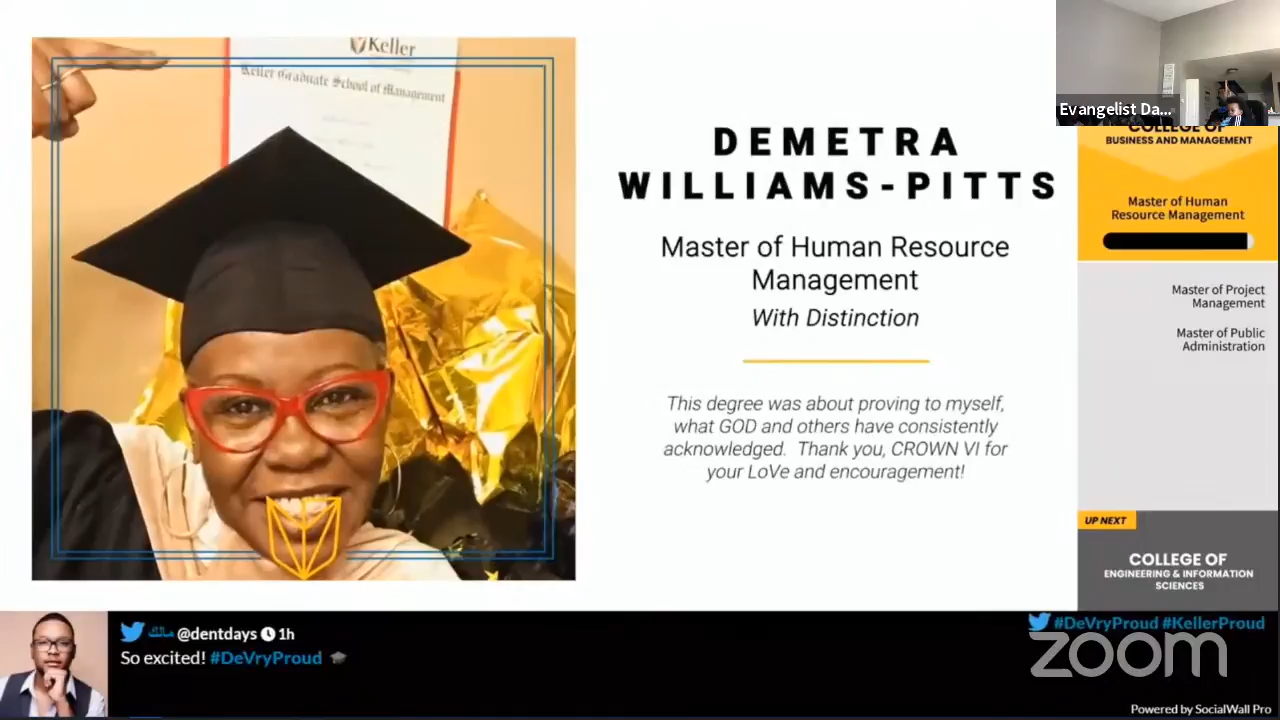 Keller
Keller Graduate School of Management
DEMETRA
WILLIAMS-PITTS
Master of Human Resource
Management
With Distinction
This degree was about proving to myself,
what GOD and others have consistently
acknowledged. Thank you, CROWN VI for
your LoVe and encouragement!
Evangelist Da...
COLLEGE OF
BUSINESS AND MANAGEMENT
Master of Human
Resource Management
Master of Project
Management
Master of Public
Administration
UP NEXT
COLLEGE OF
ENGINEERING & INFORMATION
SCIENCES
@dentdays 1h
So excited! #DeVryProud
#DeVryProud #KellerProud
zoom
Powered by SocialWall Pro